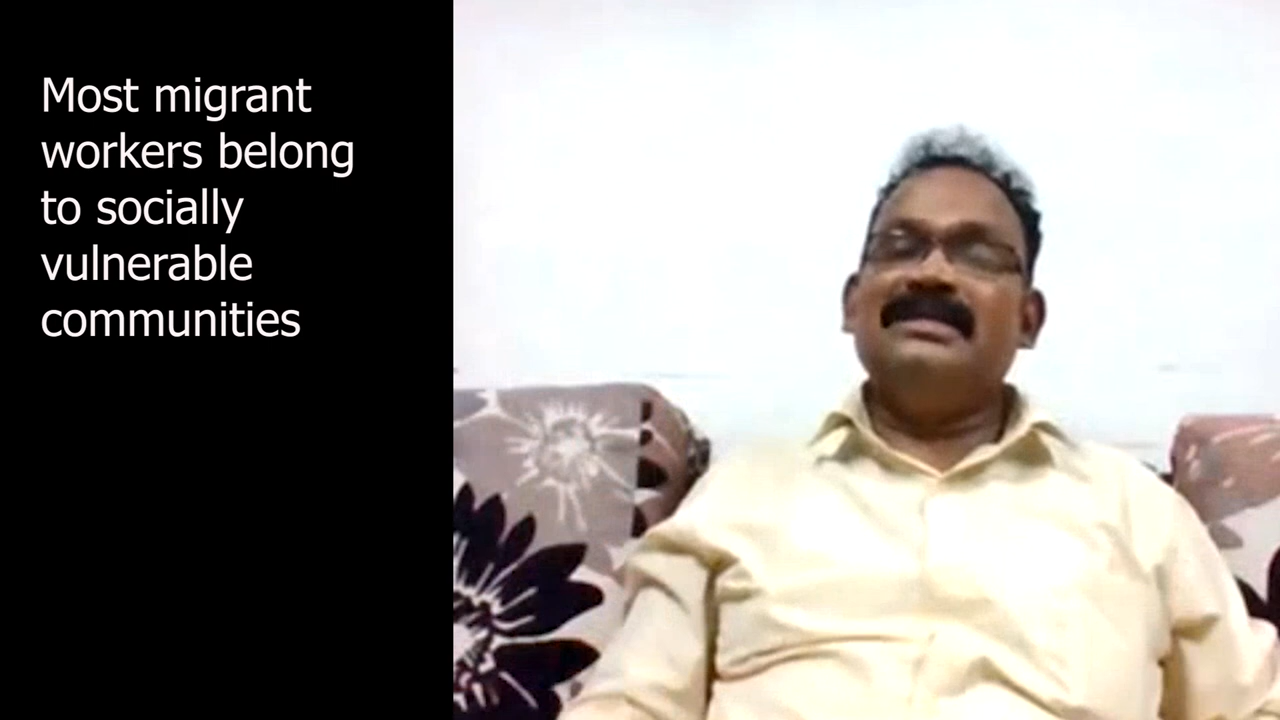 Most migrant
workers belong
to socially
vulnerable
communities